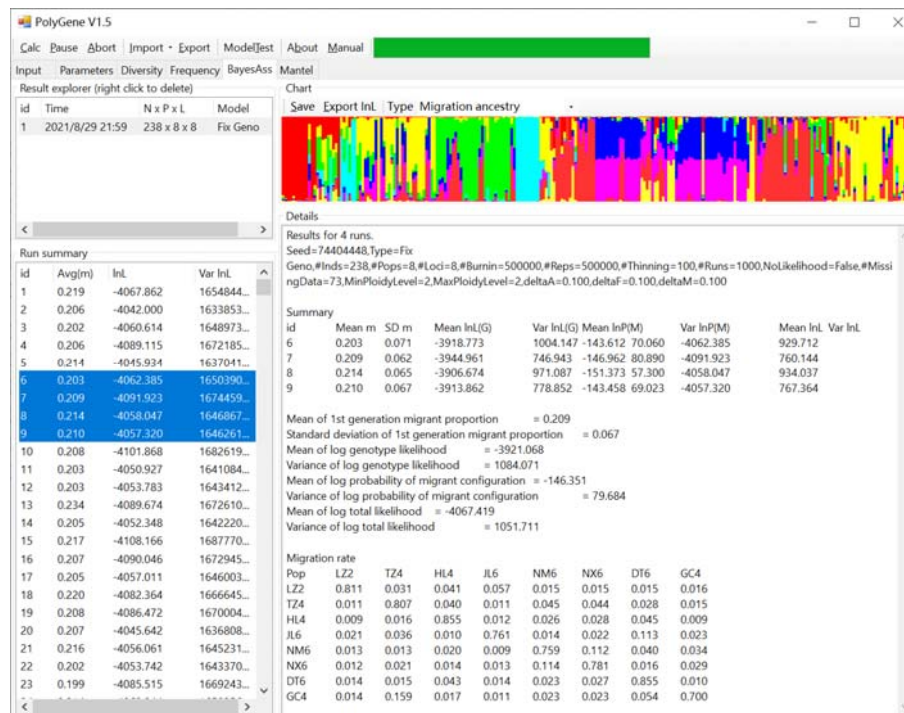 PolyGene V1.5
Calc Pause Abort Import Export ModelTest About Manual
Input Parameters Diversity Frequency BayesAss Mantel
Result explorer (right click to delete)
id Time N x P x L Model
1 2021/8/29 21:59 238 x 8 x 8 Fix Geno
Run summary
id Avg(m) lnL Var lnL
1 0.219 -4067.862 1654844...
2 0.206 -4042.000 1633853...
3 0.202 -4060.614 1648973...
4 0.206 -4089.115 1672185...
5 0.214 -4045.934 1637041...
6 0.203 -4062.385 1650390...
7 0.209 -4091.923 1674459...
8 0.214 -4058.047 1646867...
9 0.210 -4057.320 1646261...
10 0.208 -4101.868 1682619...
11 0.203 -4050.927 1641084...
12 0.203 -4053.783 1643412...
13 0.234 -4089.674 1672610...
14 0.205 -4052.348 1642220...
15 0.217 -4108.166 1687770...
16 0.207 -4090.046 1672945...
17 0.205 -4057.011 1646003...
18 0.220 -4082.364 1666645...
19 0.208 -4086.472 1670004...
20 0.207 -4045.642 1636808...
21 0.216 -4056.061 1645231...
22 0.202 -4053.742 1643370...
23 0.199 -4085.515 1669243...
Chart
Save Export lnL Type Migration ancestry
Details
Results for 4 runs.
Seed=74404448,Type=Fix
Geno,#Inds=238,#Pops=8,#Loci=8,#Burnin=500000,#Reps=500000,#Thinning=100,#Runs=1000,NoLikelihood=False,#Missi
ngData=73,MinPloidyLevel=2,MaxPloidyLevel=2,deltaA=0.100,deltaF=0.100,deltaM=0.100
Summary
id Mean m SD m Mean lnL(G) Var lnL(G) Mean lnP(M) Var lnP(M) Mean lnL Var lnL
6 0.203 0.071 -3918.773 1004.147 -143.612 70.060 -4062.385 929.712
7 0.209 0.062 -3944.961 746.943 -146.962 80.890 -4091.923 760.144
8 0.214 0.065 -3906.674 971.087 -151.373 57.300 -4058.047 934.037
9 0.210 0.067 -3913.862 778.852 -143.458 69.023 -4057.320 767.364
Mean of 1st generation migrant proportion = 0.209
Standard deviation of 1st generation migrant proportion = 0.067
Mean of log genotype likelihood = -3921.068
Variance of log genotype likelihood = 1084.071
Mean of log probability of migrant configuration = -146.351
Variance of log probability of migrant configuration = 79.684
Mean of log total likelihood = -4067.419
Variance of log total likelihood = 1051.711
Migration rate
Pop LZ2 TZ4 HL4 JL6 NM6 NX6 DT6 GC4
LZ2 0.811 0.031 0.041 0.057 0.015 0.015 0.015 0.016
TZ4 0.011 0.807 0.040 0.011 0.045 0.044 0.028 0.015
HL4 0.009 0.016 0.855 0.012 0.026 0.028 0.045 0.009
JL6 0.021 0.036 0.010 0.761 0.014 0.022 0.113 0.023
NM6 0.013 0.013 0.020 0.009 0.759 0.112 0.040 0.034
NX6 0.012 0.021 0.014 0.013 0.114 0.781 0.016 0.029
DT6 0.014 0.015 0.043 0.014 0.023 0.027 0.855 0.010
GC4 0.014 0.159 0.017 0.011 0.023 0.023 0.054 0.700